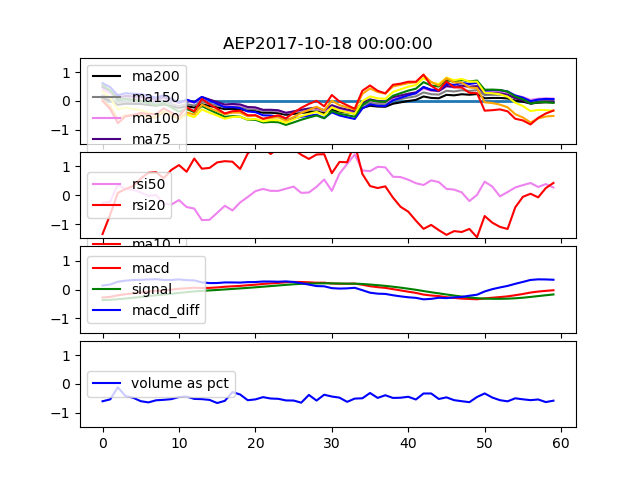 AEP2017-10-18 00:00:00
1
0
−1
ma200
ma150
ma100
ma75
1
0
−1
rsi50
rsi20
ma10
1
0
−1
macd
signal
macd_diff
1
0
−1
volume as pct
0 10 20 30 40 50 60